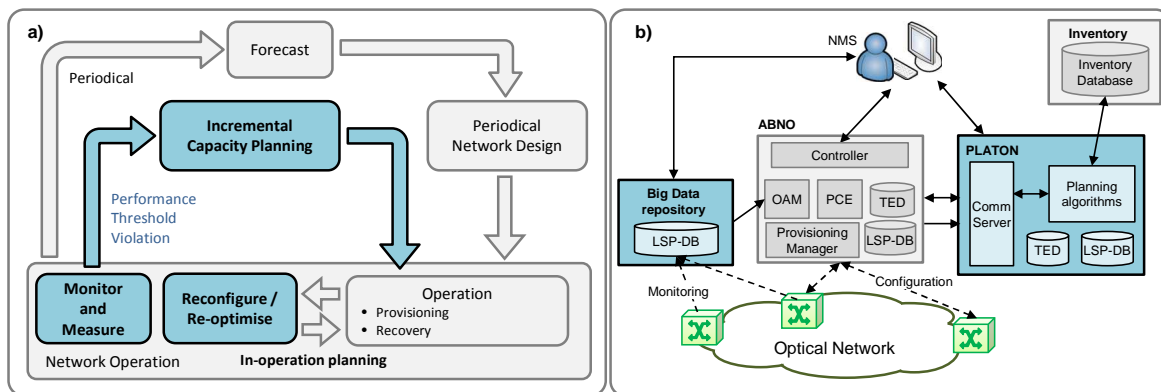 a)
Forecast
Periodical
Incremental
Capacity Planning
Periodical
Network Design
Performance
Threshold
Violation
Monitor
and
Measure
Reconfigure /
Re-optimise
Operation
• Provisioning
• Recovery
Network Operation
In-operation planning
b)
NMS
Inventory
Inventory
Database
ABNO
Controller
OAM
PCE
TED
Provisioning
Manager
LSP-DB
Big Data
repository
LSP-DB
PLATON
Comm
Server
Planning
algorithms
TED
LSP-DB
Monitoring
Configuration
Optical Network